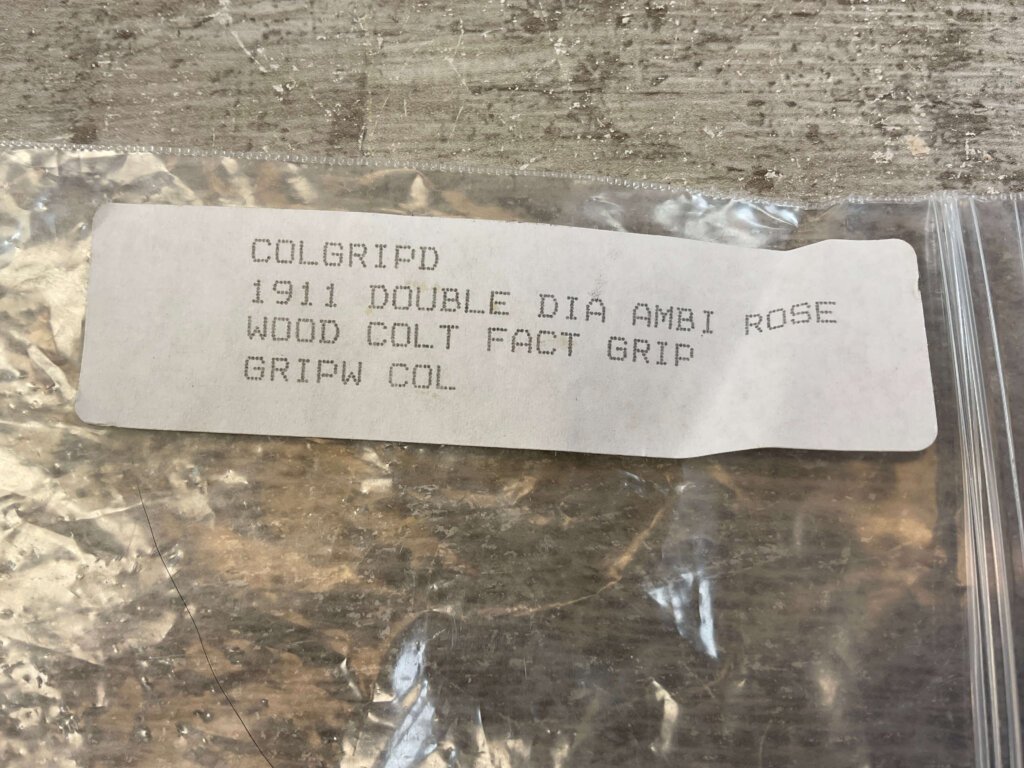 COLGRIPD
1911 DOUBLE DIA AMBI ROSE
WOOD COLT FACT GRIP
GRIPW COL